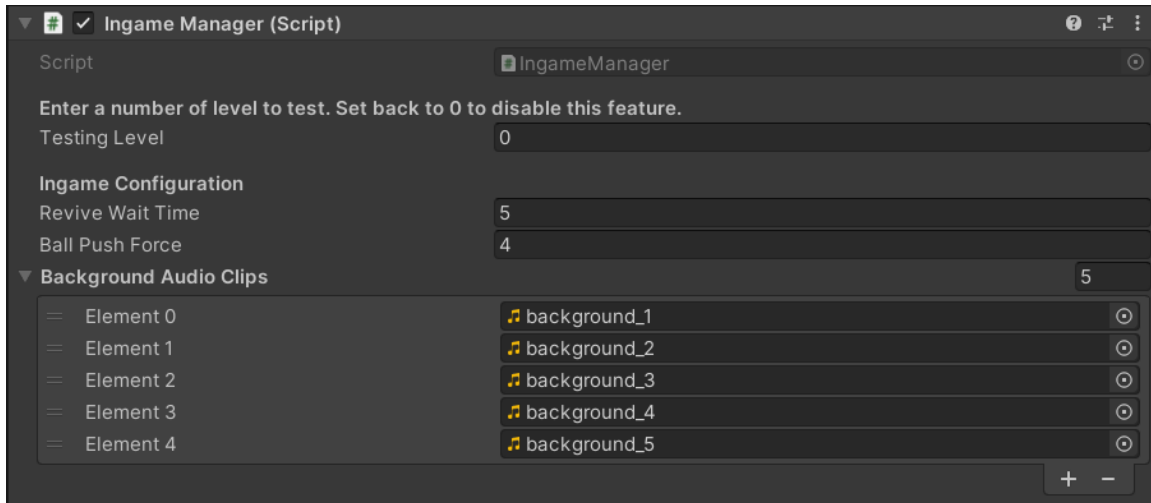 Ingame Manager (Script)
Script IngameManager
Enter a number of level to test. Set back to 0 to disable this feature.
Testing Level 0
Ingame Configuration
Revive Wait Time 5
Ball Push Force 4
Background Audio Clips 5
Element 0 background_1
Element 1 background_2
Element 2 background_3
Element 3 background_4
Element 4 background_5